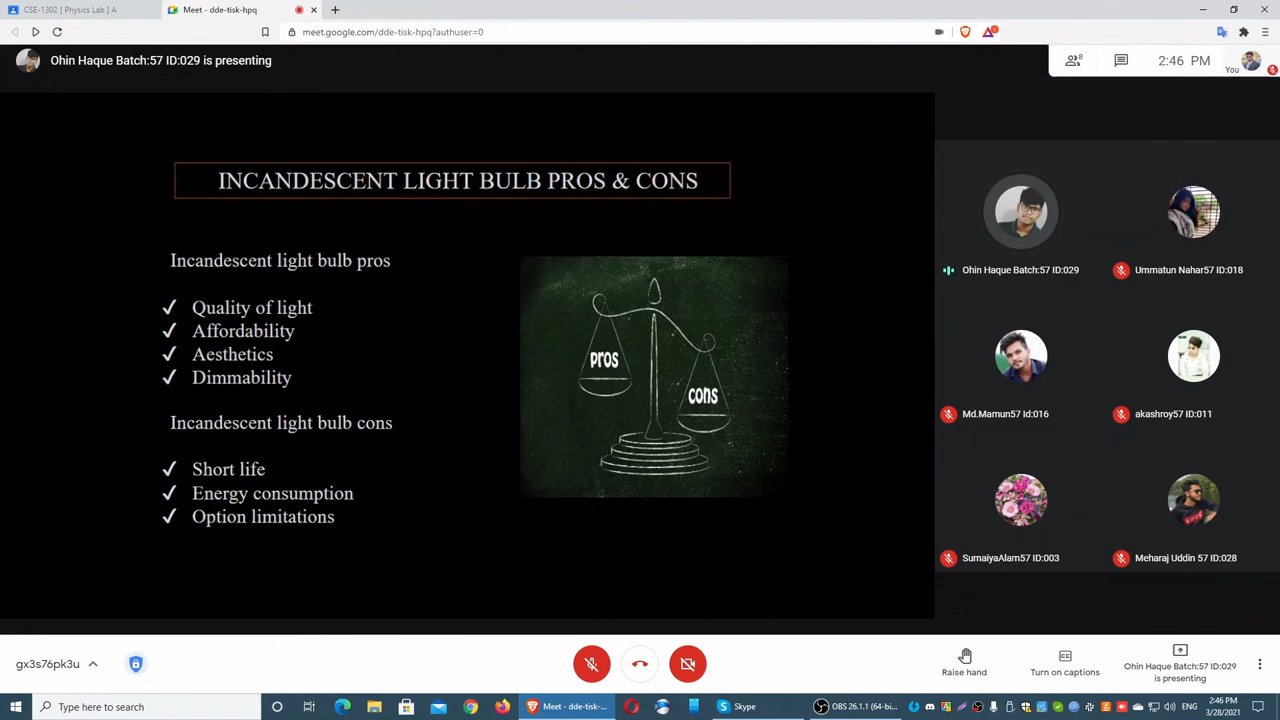 CSE-1302 [ Physics Lab ] A
Meet - dde-tisk-hpq
meet.google.com/dde-tisk-hpq?authuser=0
Ohin Haque Batch:57 ID:029 is presenting
8
2:46 PM
You
INCANDESCENT LIGHT BULB PROS & CONS
Incandescent light bulb pros
✓ Quality of light
✓ Affordability
✓ Aesthetics
✓ Dimmability
Incandescent light bulb cons
✓ Short life
✓ Energy consumption
✓ Option limitations
pros
cons
Ohin Haque Batch:57 ID:029
Ummatun Nahar57 ID:018
Md.Mamun57 Id:016
akashroy57 ID:011
SumaiyaAlam57 ID:003
Meharaj Uddin 57 ID:028
gx3s76pk3u
Raise hand
Turn on captions
Ohin Haque Batch:57 ID:029
is presenting
Type here to search
Meet - dde-tisk-hp...
Skype
OBS 26.1.1 (64-bi...
ENG
2:46 PM
3/28/2021